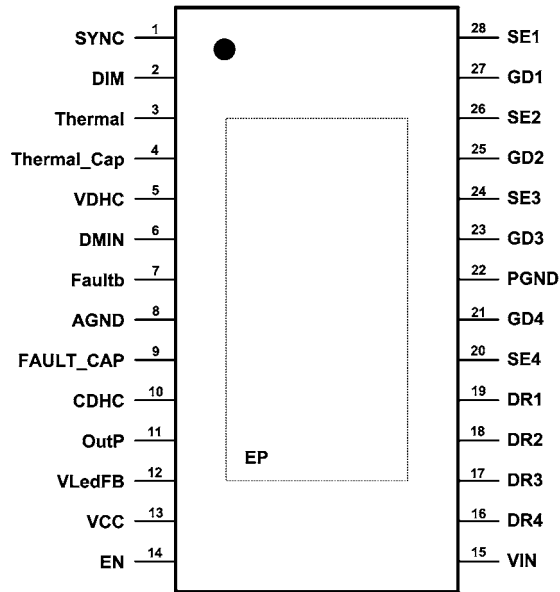 SYNC 1 28 SE1
DIM 2 27 GD1
Thermal 3 26 SE2
Thermal_Cap 4 25 GD2
VDHC 5 24 SE3
DMIN 6 23 GD3
Faultb 7 22 PGND
AGND 8 21 GD4
FAULT_CAP 9 20 SE4
CDHC 10 19 DR1
OutP 11 18 DR2
EP
VLedFB 12 17 DR3
VCC 13 16 DR4
EN 14 15 VIN